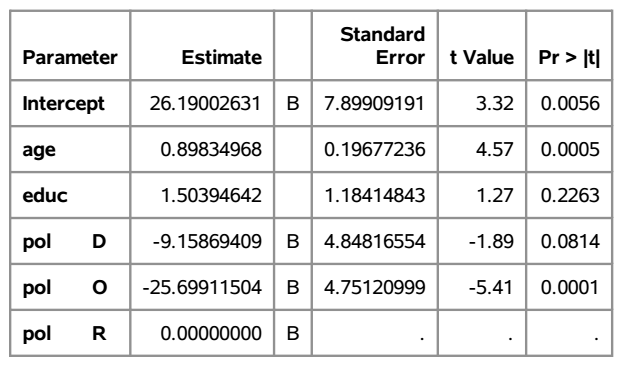 Parameter Estimate Standard Error t Value Pr > |t|
Intercept 26.19002631 B 7.89909191 3.32 0.0056
age 0.89834968 0.19677236 4.57 0.0005
educ 1.50394642 1.18414843 1.27 0.2263
pol D -9.15869409 B 4.84816554 -1.89 0.0814
pol O -25.69911504 B 4.75120999 -5.41 0.0001
pol R 0.00000000 B . . .